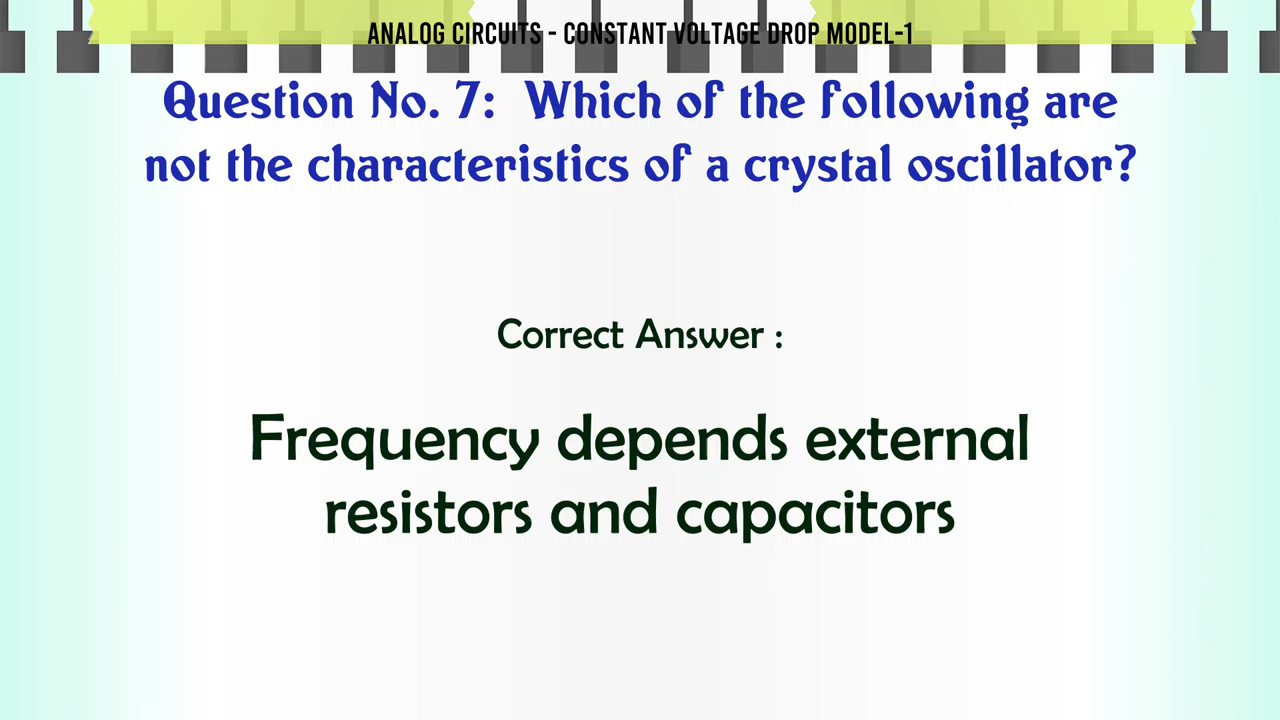 ANALOG CIRCUITS - CONSTANT VOLTAGE DROP MODEL-1
Question No. 7: Which of the following are
not the characteristics of a crystal oscillator?
Correct Answer :
Frequency depends external
resistors and capacitors